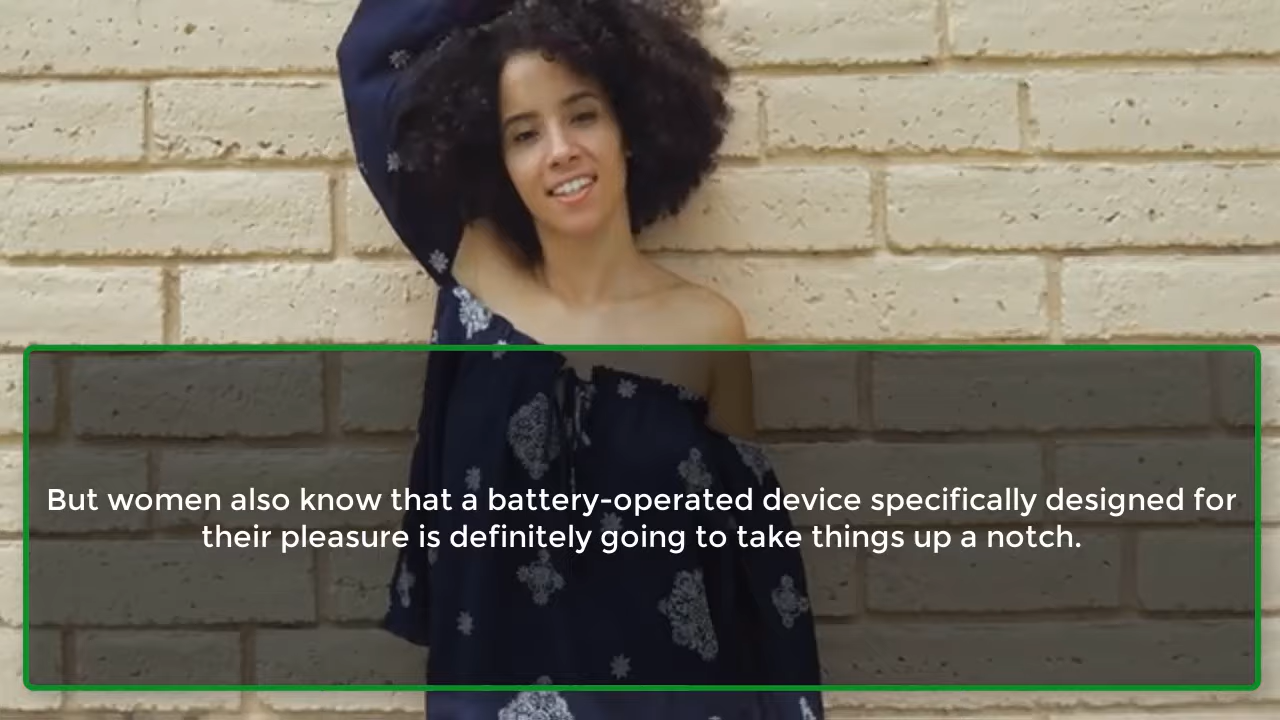 But women also know that a battery-operated device specifically designed for
their pleasure is definitely going to take things up a notch.